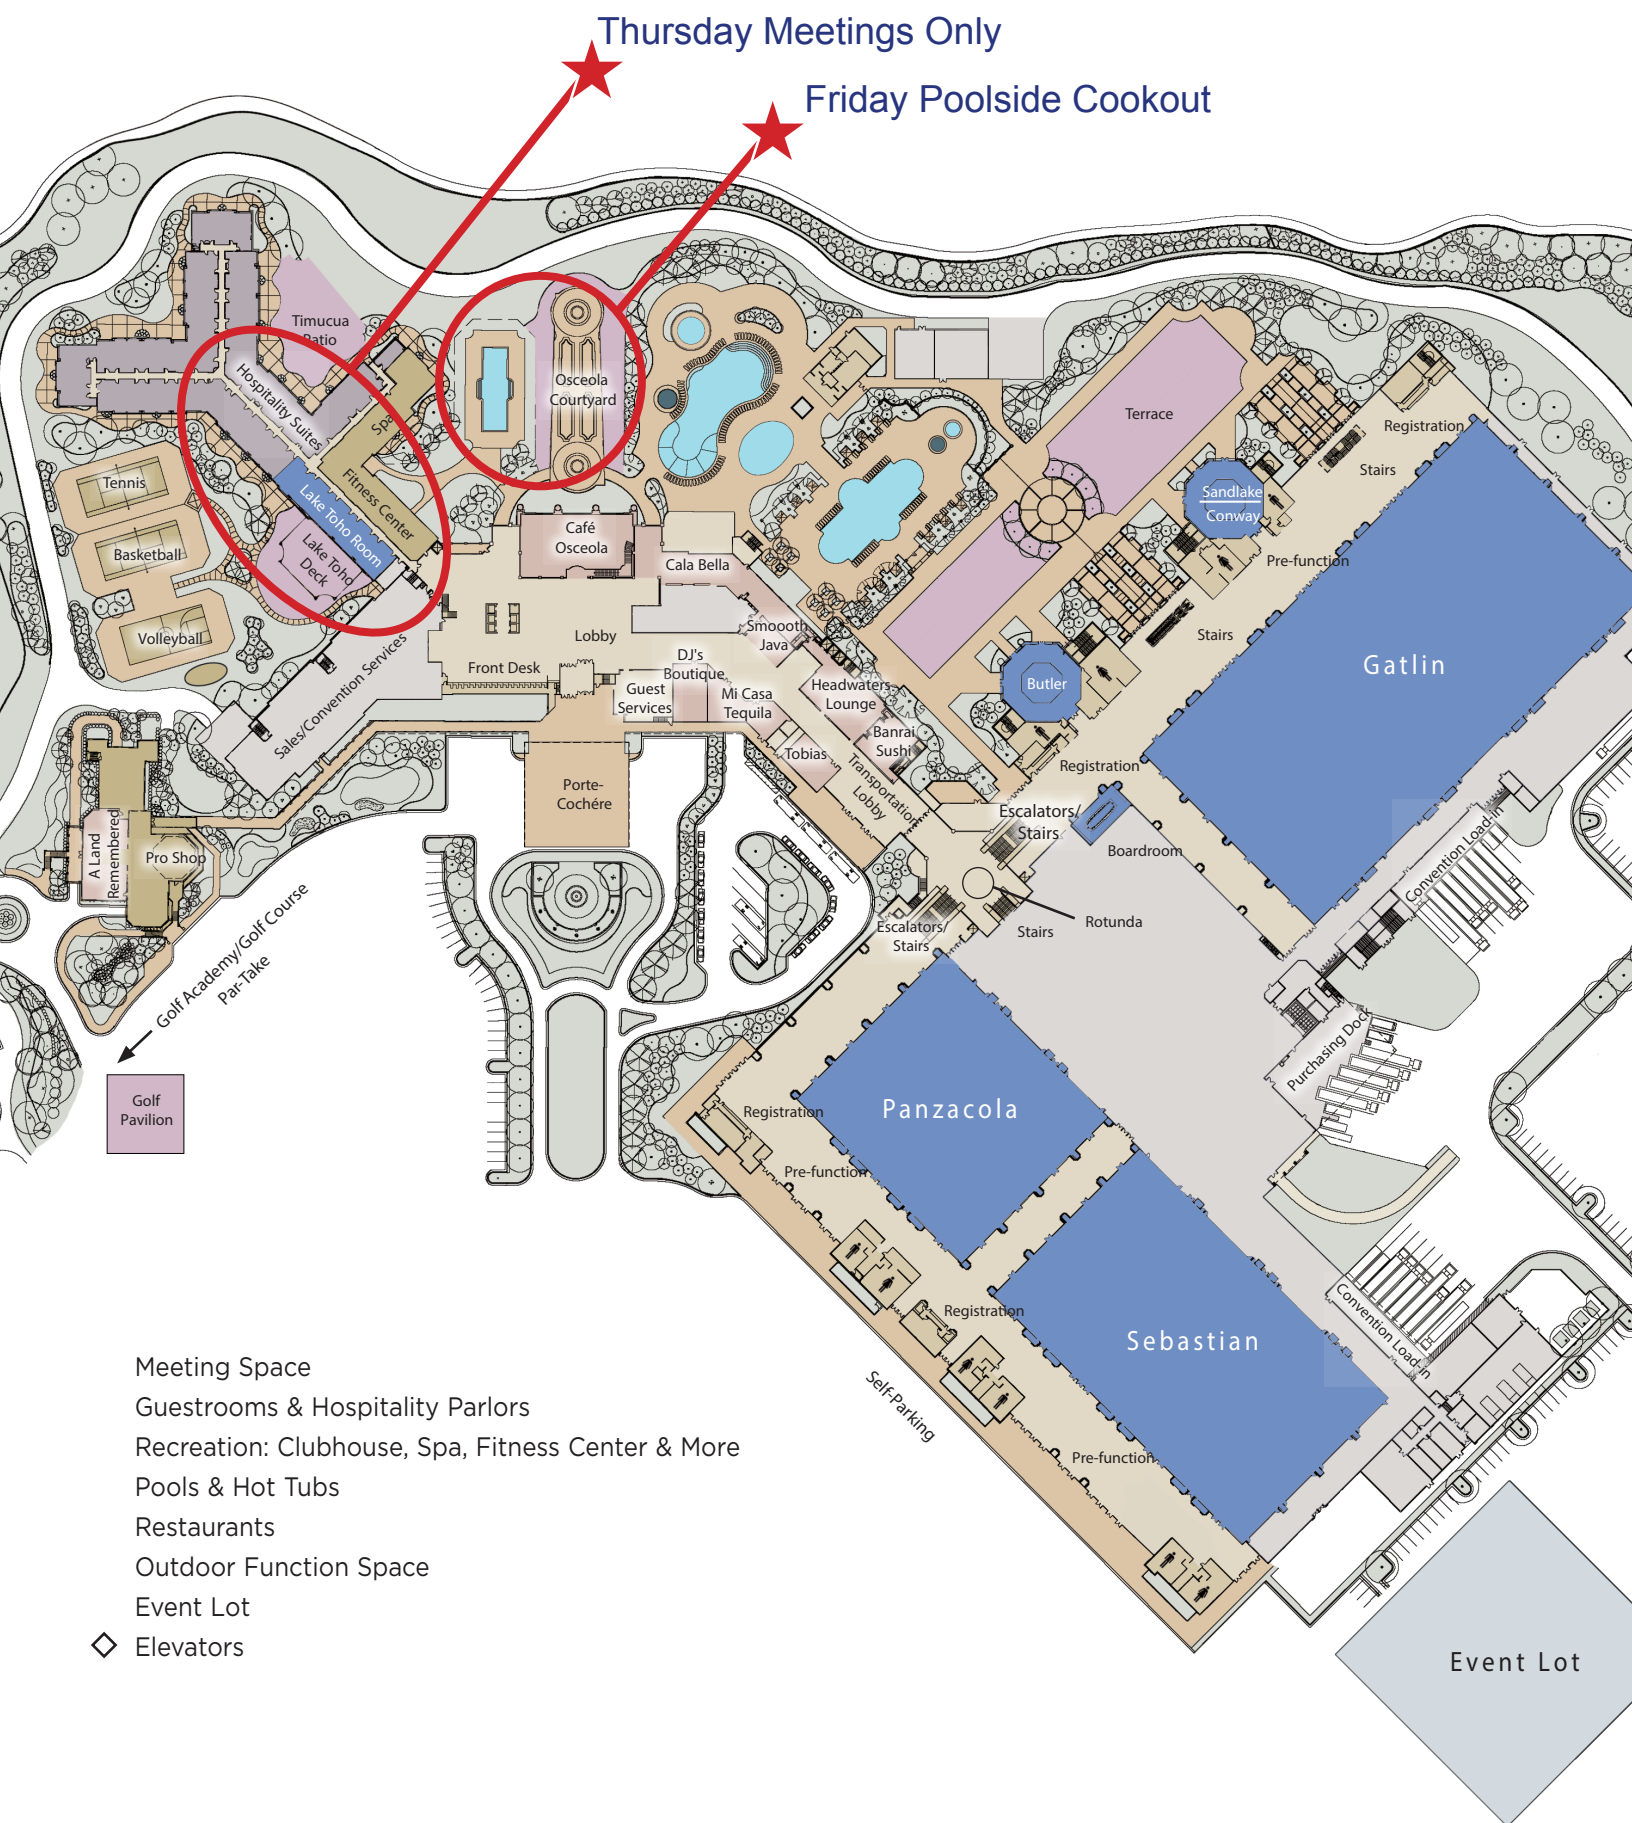 Thursday Meetings Only
Friday Poolside Cookout
Timucua
Patio
Hospitality Suites
Spa
Osceola
Courtyard
Terrace
Registration
Stairs
Tennis
Fitness Center
Lake Toho Room
Sandlake
Conway
Basketball
Lake Toho
Deck
Café
Osceola
Cala Bella
Pre-function
Volleyball
Lobby
Smoooth
Java
Stairs
Front Desk
DJ's
Boutique
Guest
Services
Mi Casa
Tequila
Headwaters
Lounge
Butler
Gatlin
Sales/Convention Services
Banrai
Sushi
Tobias
Transportation
Lobby
Registration
Porte-
Cochére
Escalators/
Stairs
Boardroom
DC
Convention Load-in
A Land
Remembered
Pro Shop
Rotunda
Stairs
Escalators/
Stairs
Golf Academy/Golf Course
Par-Take
Purchasing Dock
Golf
Pavilion
Registration
Panzacola
Pre-function
Registration
Sebastian
Convention Load-in
Self-Parking
Pre-function
Meeting Space
Guestrooms & Hospitality Parlors
Recreation: Clubhouse, Spa, Fitness Center & More
Pools & Hot Tubs
Restaurants
Outdoor Function Space
Event Lot
Elevators
Event Lot